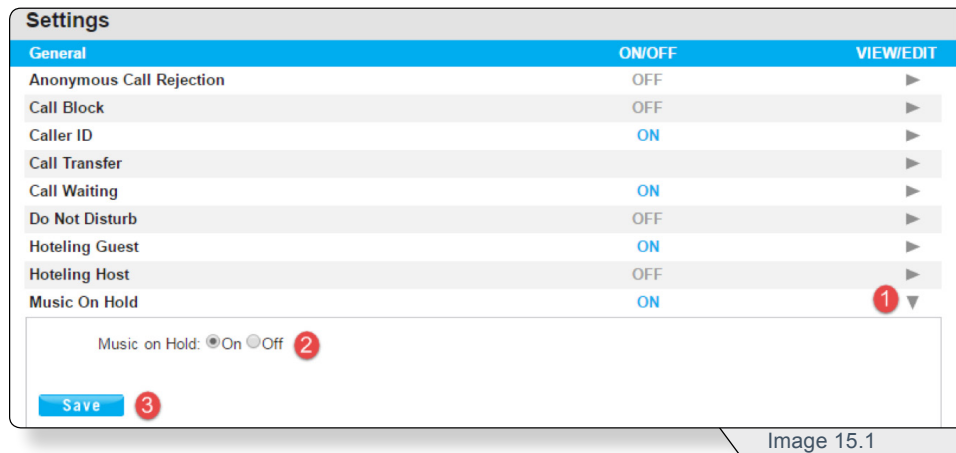 Settings
General ON/OFF VIEW/EDIT
Anonymous Call Rejection OFF
Call Block OFF
Caller ID ON
Call Transfer
Call Waiting ON
Do Not Disturb OFF
Hoteling Guest ON
Hoteling Host OFF
Music On Hold ON 1
Music on Hold: On Off 2
Save 3
Image 15.1